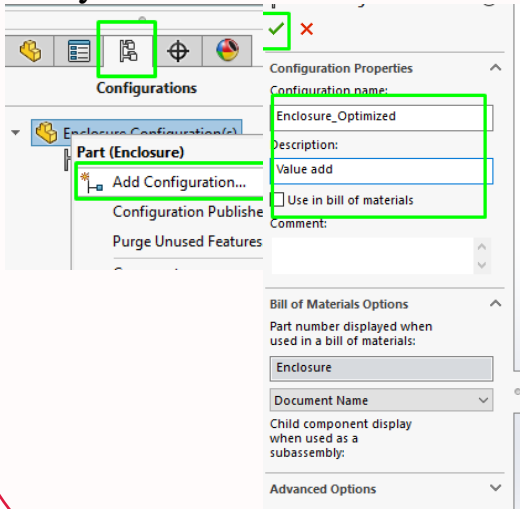 Configurations
Enclosure Configuration(s)
Part (Enclosure)
Add Configuration...
Configuration Publishe
Purge Unused Features
Configuration Properties
Configuration name:
Enclosure_Optimized
Description:
Value add
Use in bill of materials
Comment:
Bill of Materials Options
Part number displayed when
used in a bill of materials:
Enclosure
Document Name
Child component display
when used as a
subassembly:
Advanced Options